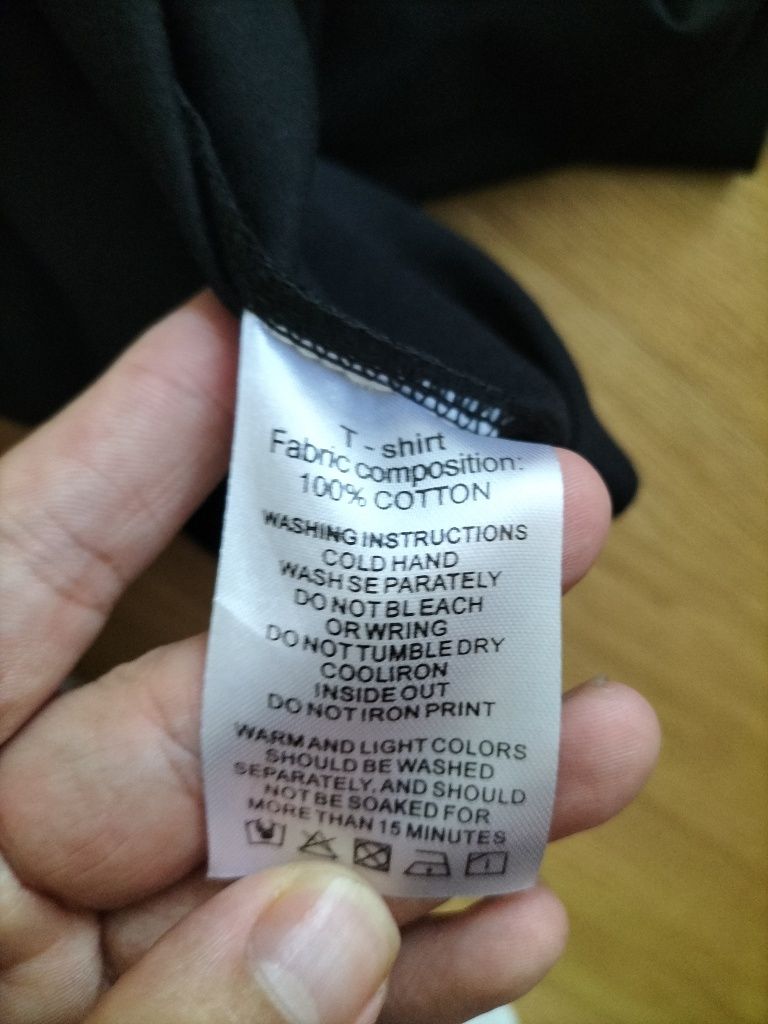 T - shirt
Fabric composition:
100% COTTON
WASHING INSTRUCTIONS
COLD HAND
WASH SE PARATELY
DO NOT BLEACH
OR WRING
DO NOT TUMBLE DRY
COOLIRON
INSIDE OUT
DO NOT IRON PRINT
WARM AND LIGHT COLORS
SHOULD BE WASHED
SEPARATELY, AND SHOULD
NOT BE SOAKED FOR
MORE THAN 15 MINUTES